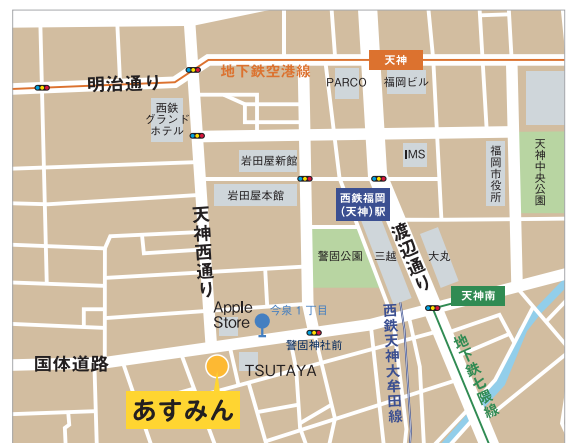 天神
地下鉄空港線
明治通り
PARCO
福岡ビル
西鉄
グランド
ホテル
岩田屋新館
IMS
福岡市役所
天神中央公園
岩田屋本館
西鉄福岡
(天神)駅
天神西通り
渡辺通り
警固公園
三越
大丸
天神南
Apple
Store
今泉1丁目
警固神社前
西鉄天神大牟田線
地下鉄七隈線
国体道路
TSUTAYA
あすみん